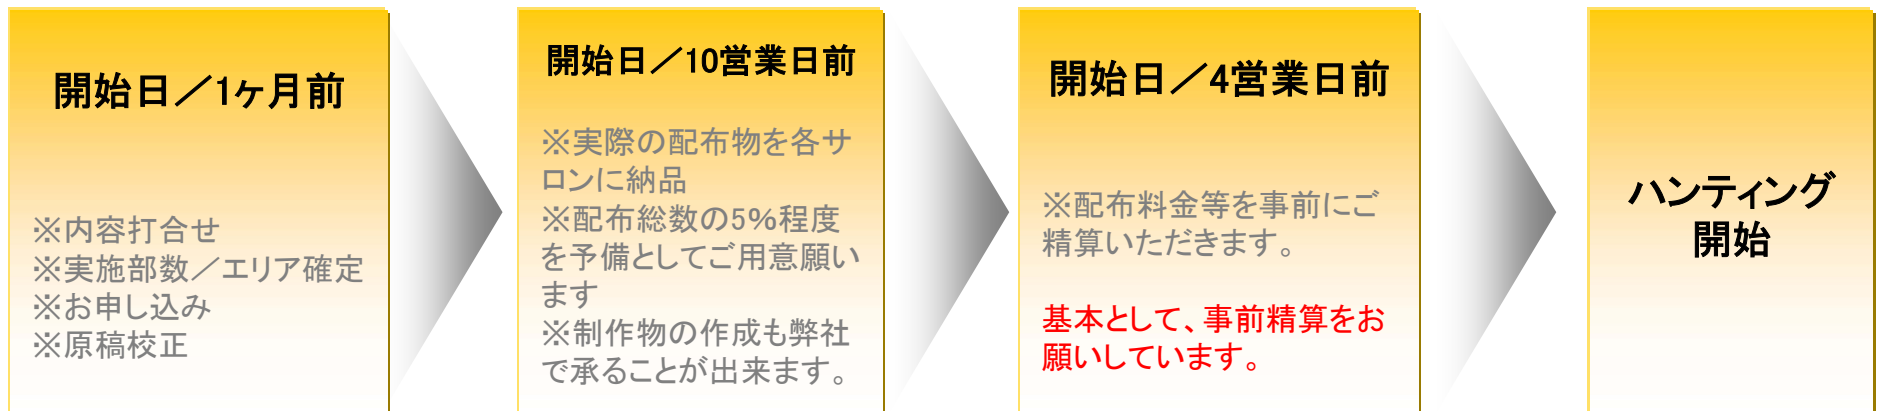 開始日／1ヶ月前
※内容打合せ
※実施部数／エリア確定
※お申し込み
※原稿校正
開始日／10営業日前
※実際の配布物を各サ
ロンに納品
※配布総数の5％程度
を予備としてご用意願い
ます
※制作物の作成も弊社
で承ることが出来ます。
開始日／4営業日前
※配布料金等を事前にご
精算いただきます。
基本として、事前精算をお
願いしています。
ハンティング
開始